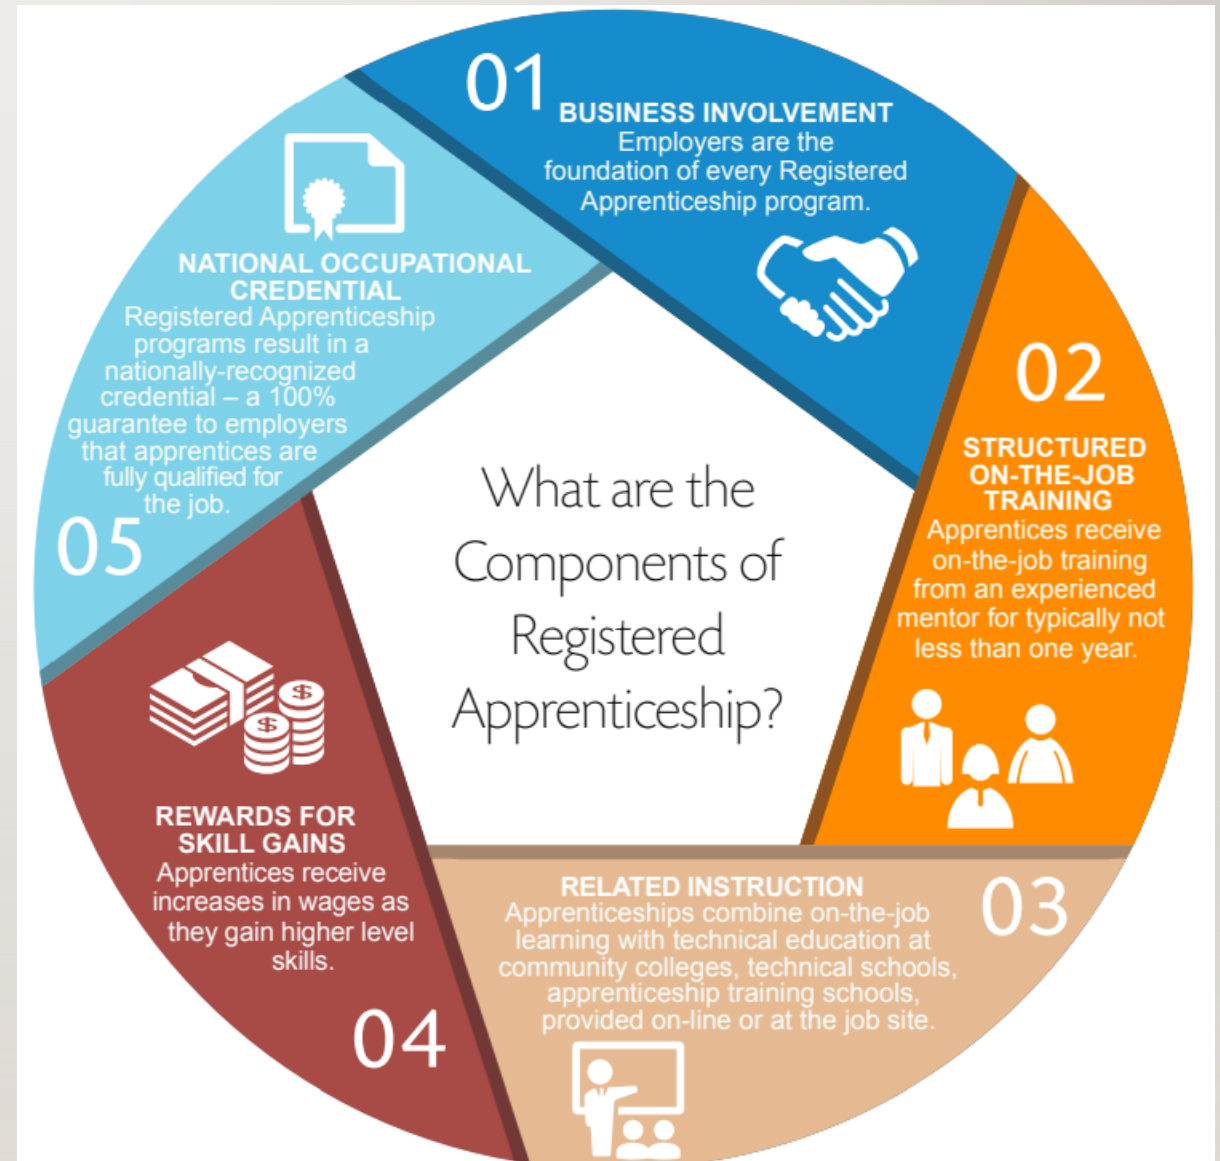 What are the
Components of
Registered
Apprenticeship?
01
BUSINESS INVOLVEMENT
Employers are the
foundation of every Registered
Apprenticeship program.
02
STRUCTURED
ON-THE-JOB
TRAINING
Apprentices receive
on-the-job training
from an experienced
mentor for typically not
less than one year.
03
RELATED INSTRUCTION
Apprenticeships combine on-the-job
learning with technical education at
community colleges, technical schools,
apprenticeship training schools,
provided on-line or at the job site.
04
$
$
REWARDS FOR
SKILL GAINS
Apprentices receive
increases in wages as
they gain higher level
skills.
05
NATIONAL OCCUPATIONAL
CREDENTIAL
Registered Apprenticeship
programs result in a
nationally-recognized
credential – a 100%
guarantee to employers
that apprentices are
fully qualified for
the job.